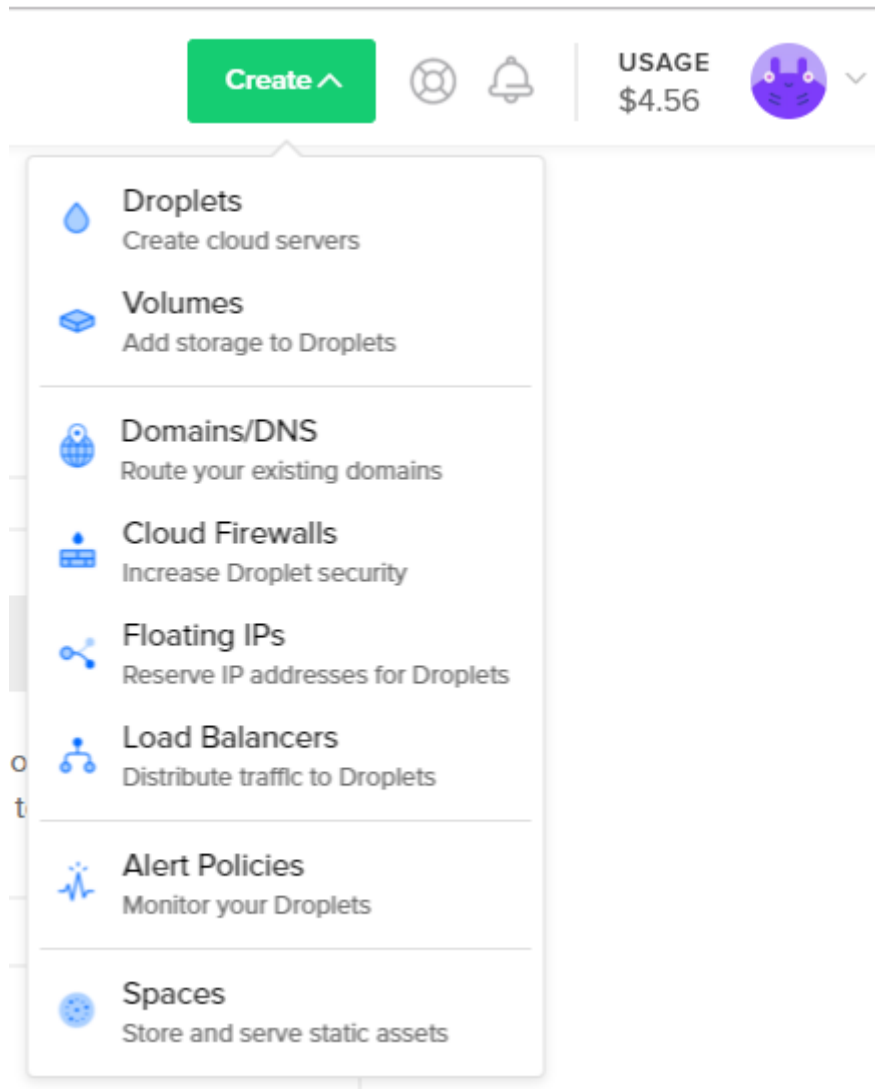 Create
USAGE
$4.56
Droplets
Create cloud servers
Volumes
Add storage to Droplets
Domains/DNS
Route your existing domains
Cloud Firewalls
Increase Droplet security
Floating IPs
Reserve IP addresses for Droplets
Load Balancers
Distribute traffic to Droplets
Alert Policies
Monitor your Droplets
Spaces
Store and serve static assets